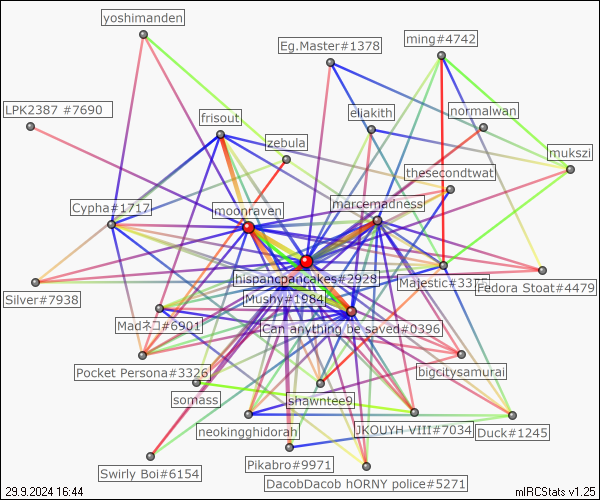 yoshimanden
Eg.Master#1378
ming#4742
LPK2387 #7690
frisout
eliakith
normalwan
zebula
mukszi
thesecondtwat
Cypha#1717
moonraven
marcemadness
hispancpancakes#2928
Majestic#33
Fedora Stoat#4479
Silver#7938
Mushy#1984
Madネコ#6901
Can anything be saved#0396
Pocket Persona#3326
bigcitysamurai
somass
shawntee9
neokingghidorah
JKOUYH VIII#7034
Duck#1245
Swirly Boi#6154
Pikabro#9971
DacobDacob hORNY police#5271
29.9.2024 16:44
mIRCStats v1.25